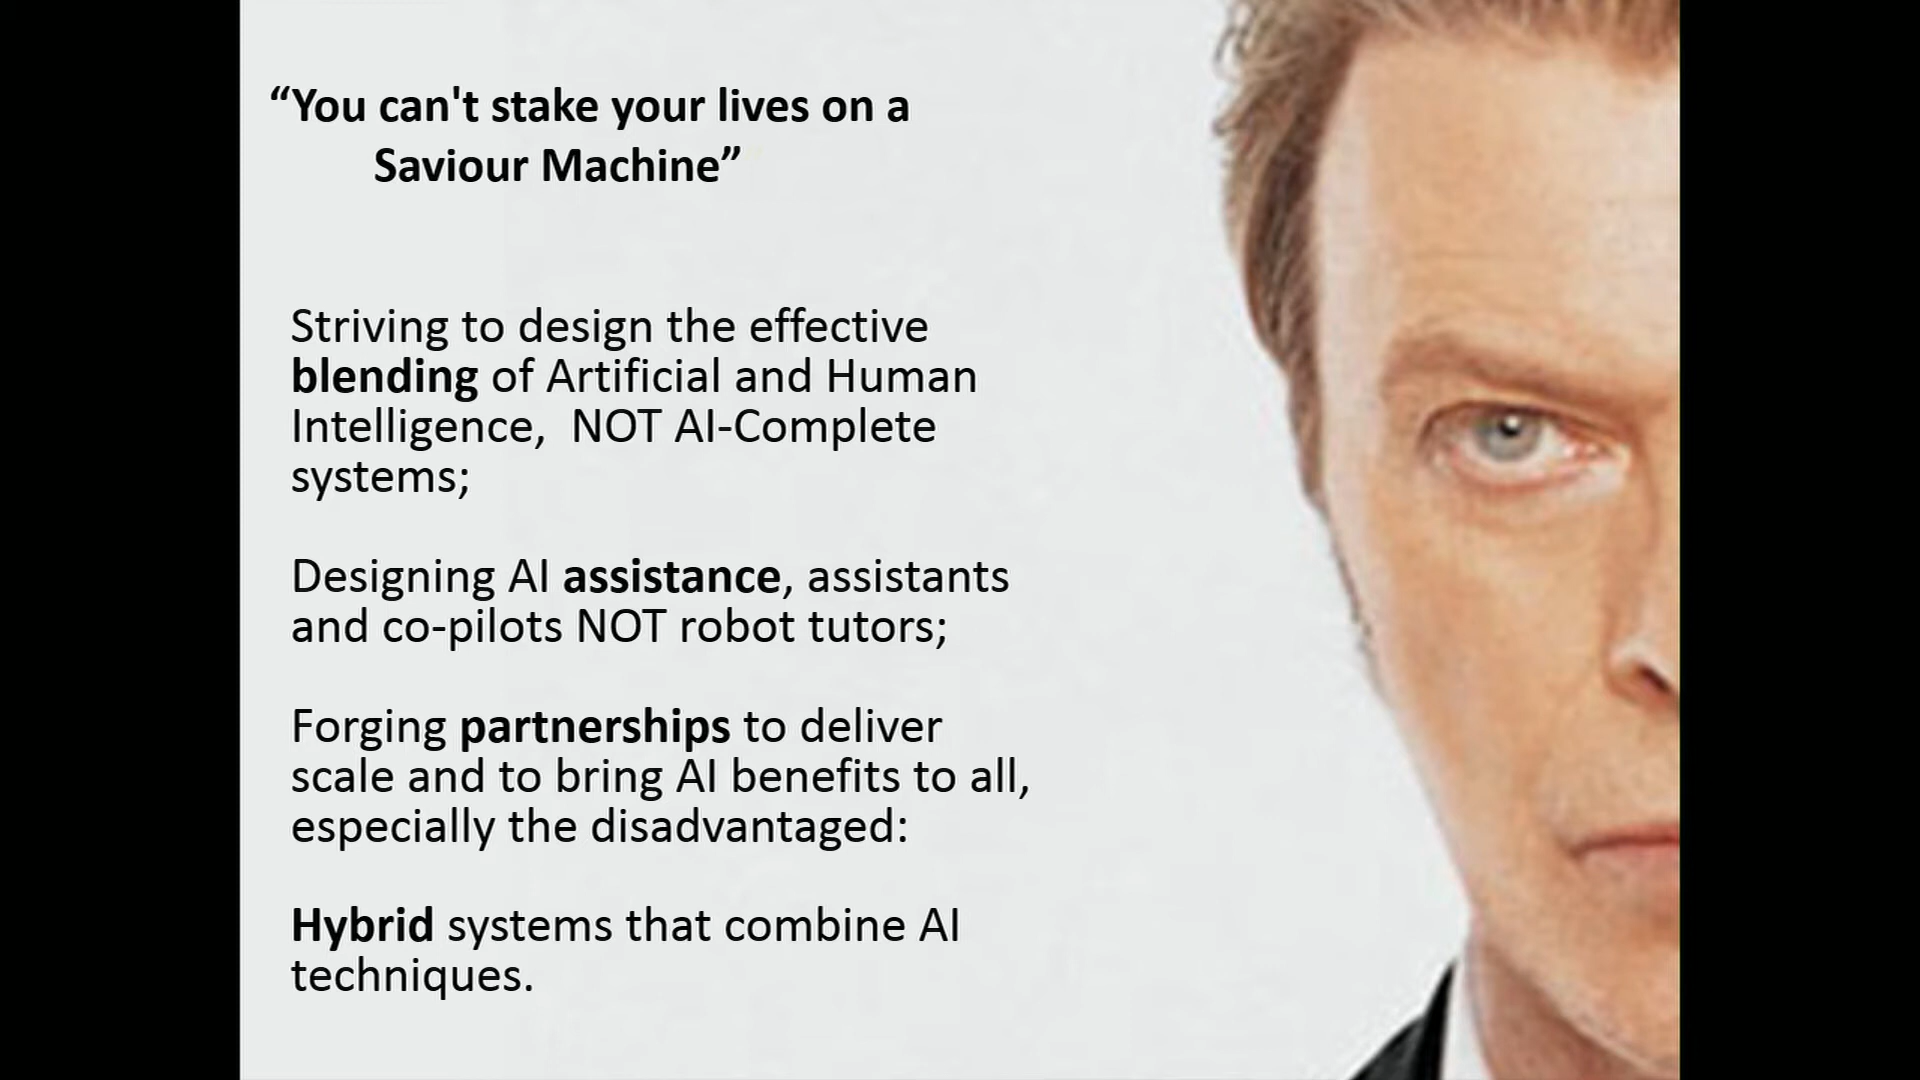 “You can't stake your lives on a
Saviour Machine”
Striving to design the effective
blending of Artificial and Human
Intelligence,  NOT AI-Complete
systems;
Designing AI assistance, assistants
and co-pilots NOT robot tutors;
Forging partnerships to deliver
scale and to bring AI benefits to all,
especially the disadvantaged:
Hybrid systems that combine AI
techniques.